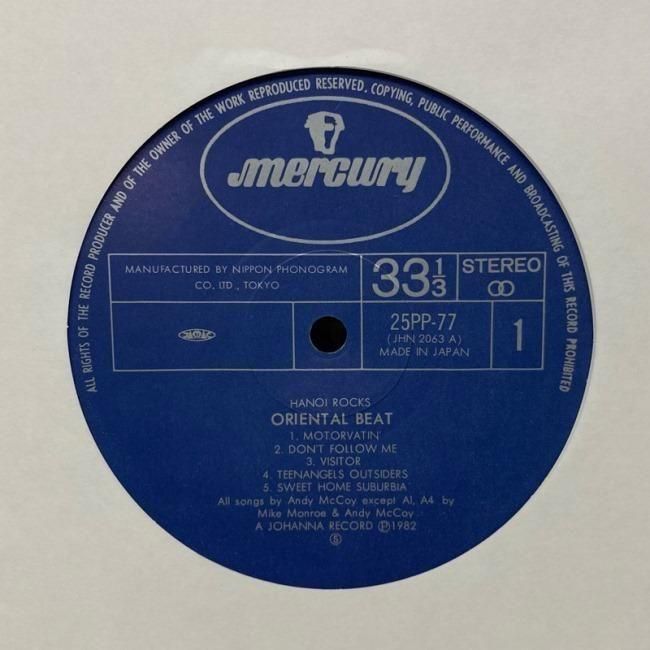 ALL RIGHTS OF THE RECORD PRODUCER AND OF THE OWNER OF THE WORK REPRODUCED RESERVED. COPYING, PUBLIC PERFORMANCE AND BROADCASTING OF THIS RECORD PROHIBITED
mercury
MANUFACTURED BY NIPPON PHONOGRAM
CO. LTD., TOKYO
33 1/3
STEREO
JASRAC
25PP-77
(JHN 2063 A)
MADE IN JAPAN
1
HANOI ROCKS
ORIENTAL BEAT
1. MOTORVATIN'
2. DON'T FOLLOW ME
3. VISITOR
4. TEENANGELS OUTSIDERS
5. SWEET HOME SUBURBIA
All songs by Andy McCoy except A1, A4 by
Mike Monroe & Andy McCoy
A JOHANNA RECORD Ⓟ1982
Ⓢ